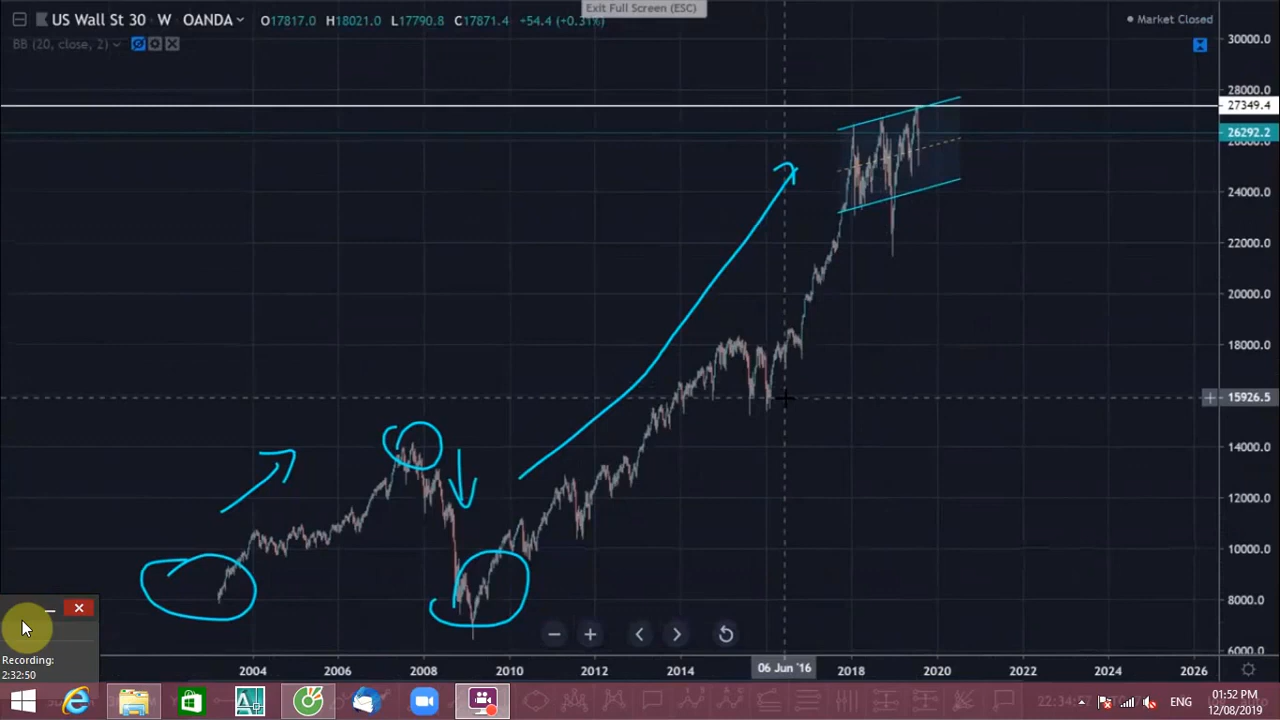 Exit Full Screen (ESC)
US Wall St 30 W OANDA O17817.0 H18021.0 L17790.8 C17871.4 +54.4 (+0.31%)
Market Closed
BB (20, close, 2)
30000.0
28000.0
27349.4
26292.2
24000.0
22000.0
20000.0
18000.0
15926.5
14000.0
12000.0
10000.0
8000.0
6000.0
Recording:
2:32:50
2004 2006 2008 2010 2012 2014 06 Jun '16 2018 2020 2022 2024 2026
ENG
01:52 PM
12/08/2019